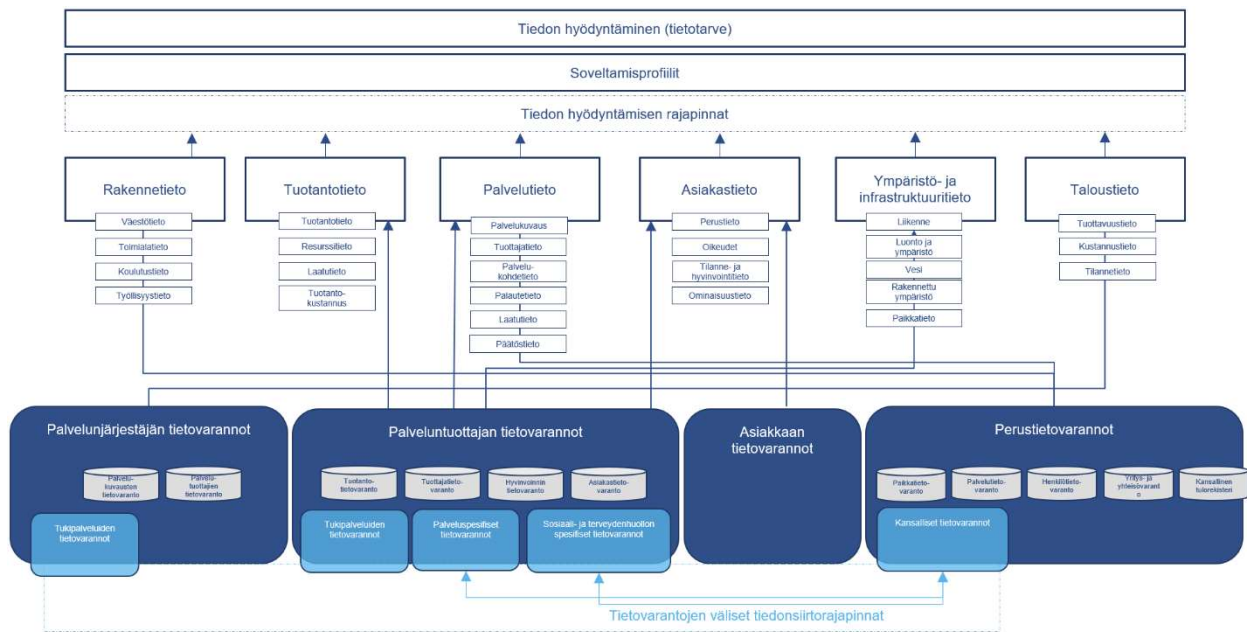 Tiedon hyödyntäminen (tietotarve)
Soveltamisprofiilit
Tiedon hyödyntämisen rajapinnat
Rakennetieto
Tuotantotieto
Palvelutieto
Asiakastieto
Ympäristö- ja
infrastruktuuritieto
Taloustieto
Väestötieto
Toimialatieto
Koulutustieto
Työllisyystieto
Tuotantotieto
Resurssitieto
Laatutieto
Tuotanto-
kustannus
Palvelukuvaus
Tuottajatieto
Palvelu-
kohdetieto
Palautetieto
Laatutieto
Päätöstieto
Perustieto
Oikeudet
Tilanne- ja
hyvinvointitieto
Ominaisuustieto
Liikenne
Luonto ja
ympäristö
Vesi
Rakennettu
ympäristö
Paikkatieto
Tuottavuustieto
Kustannustieto
Tilannetieto
Palvelunjärjestäjän tietovarannot
Palvelu-
kuvausten
tietovaranto
Palvelu-
tuottajien
tietovaranto
Tukipalveluiden
tietovarannot
Palveluntuottajan tietovarannot
Tuotanto-
tietovaranto
Tuottajatieto-
varanto
Hyvinvoinnin
tietovaranto
Asiakastieto-
varanto
Tukipalveluiden
tietovarannot
Palveluspesifiset
tietovarannot
Sosiaali- ja terveydenhuollon
spesifiset tietovarannot
Asiakkaan
tietovarannot
Perustietovarannot
Paikkatieto-
varanto
Palvelutieto-
varanto
Henkilötieto-
varanto
Yritys- ja
yhteisövarant
o
Kansallinen
tulorekisteri
Kansalliset tietovarannot
Tietovarantojen väliset tiedonsiirtorajapinnat